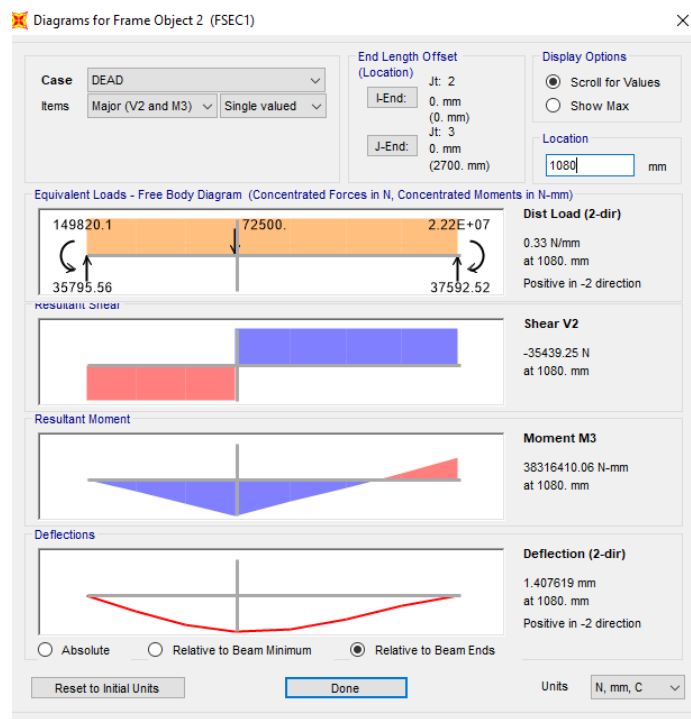 Diagrams for Frame Object 2 (FSEC1)
Case DEAD
Items Major (V2 and M3) Single valued
End Length Offset
(Location)
I-End:
Jt: 2
0. mm
(0. mm)
J-End:
Jt: 3
0. mm
(2700. mm)
Display Options
Scroll for Values
Show Max
Location
1080 mm
Equivalent Loads - Free Body Diagram (Concentrated Forces in N, Concentrated Moments in N-mm)
149820.1 72500. 2.22E+07
35795.56 37592.52
Dist Load (2-dir)
0.33 N/mm
at 1080. mm
Positive in -2 direction
Resultant Shear
Shear V2
-35439.25 N
at 1080. mm
Resultant Moment
Moment M3
38316410.06 N-mm
at 1080. mm
Deflections
Deflection (2-dir)
1.407619 mm
at 1080. mm
Positive in -2 direction
Absolute Relative to Beam Minimum Relative to Beam Ends
Reset to Initial Units Done Units N, mm, C